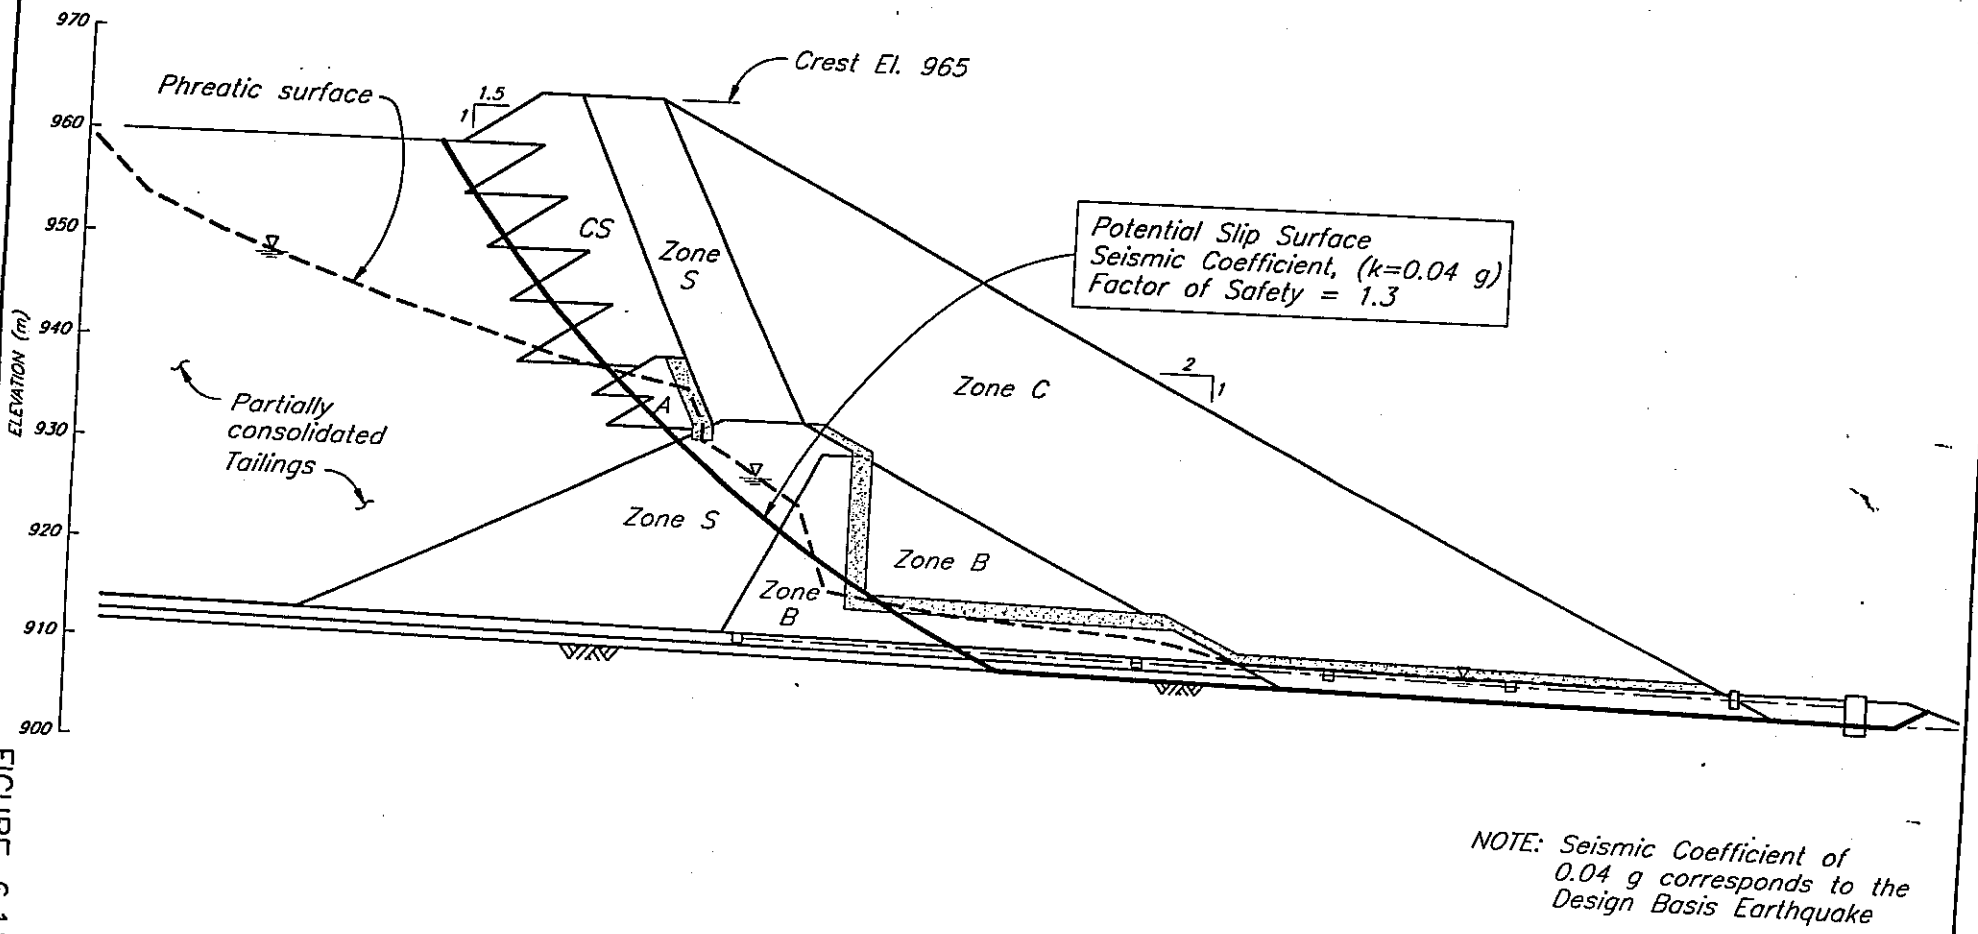 970
960
950
940
930
920
910
900
ELEVATION (m)
Phreatic surface
1.5
1
Crest El. 965
CS
Zone
S
Potential Slip Surface
Seismic Coefficient, (k=0.04 g)
Factor of Safety = 1.3
2
1
Zone C
A
Partially
consolidated
Tailings
Zone S
Zone B
Zone
B
NOTE: Seismic Coefficient of
0.04 g corresponds to the
Design Basis Earthquake